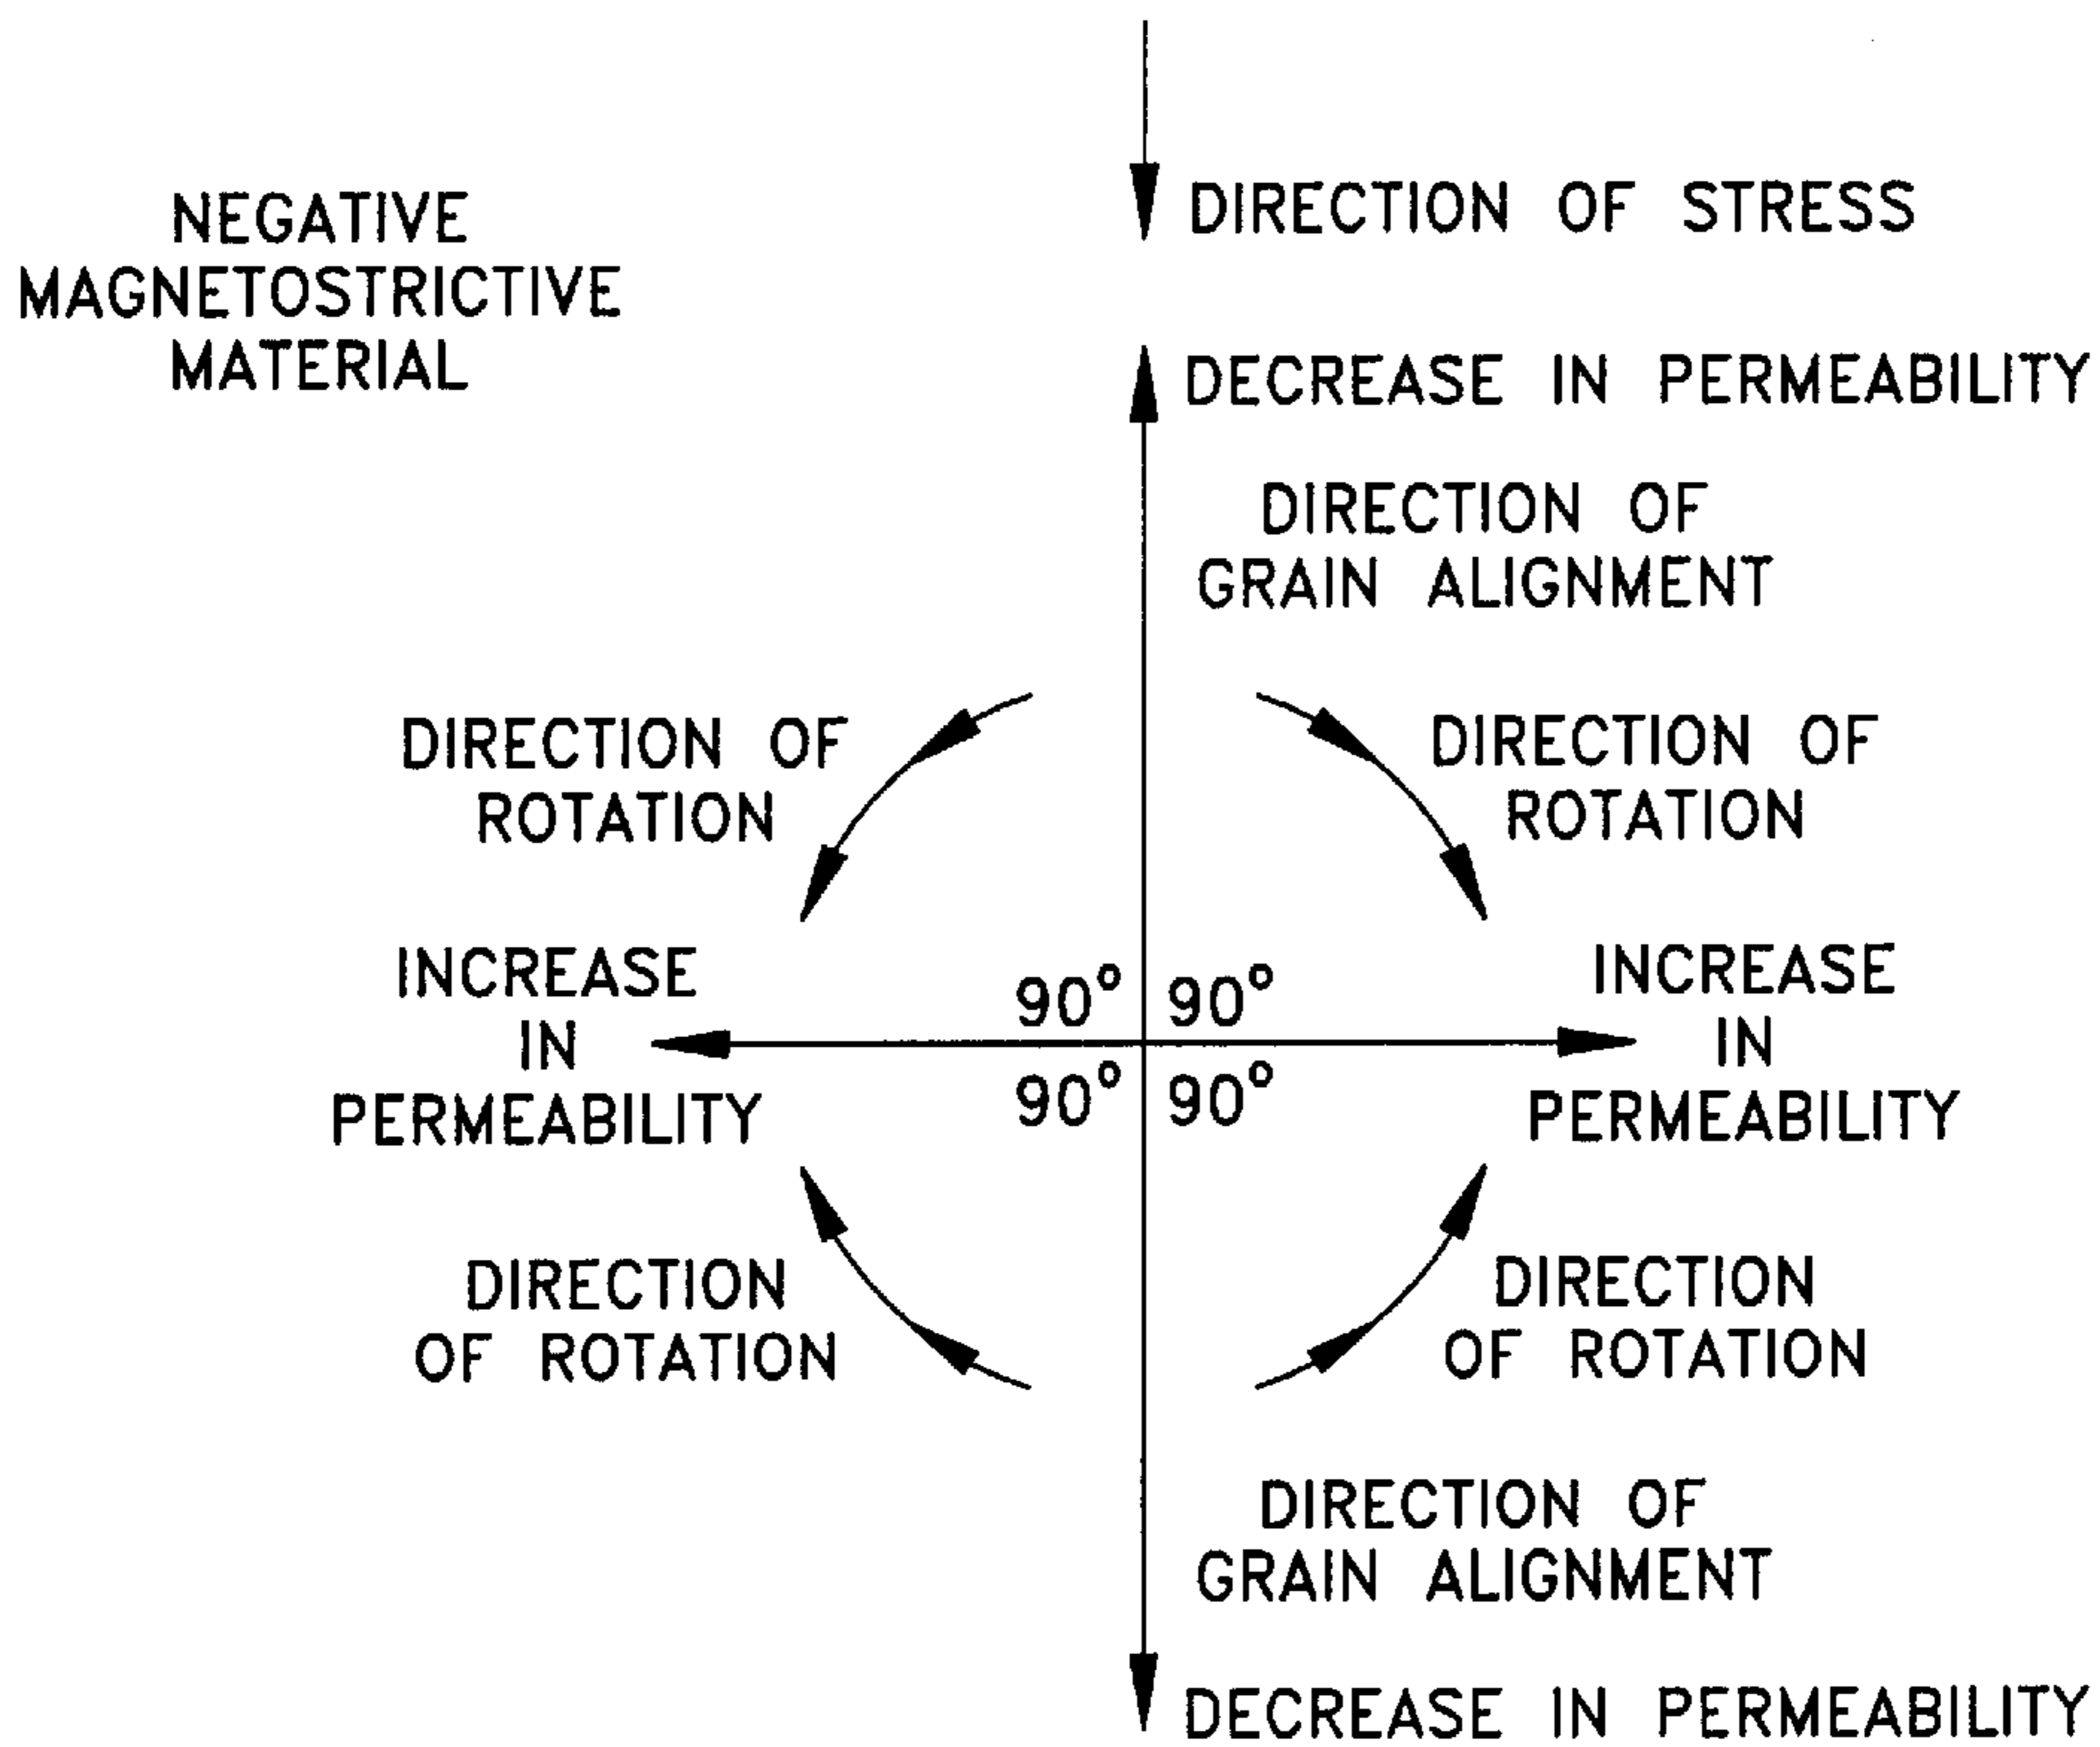 NEGATIVE
MAGNETOSTRICTIVE
MATERIAL
DIRECTION OF STRESS
DECREASE IN PERMEABILITY
DIRECTION OF
GRAIN ALIGNMENT
DIRECTION OF
ROTATION
DIRECTION OF
ROTATION
INCREASE
IN
PERMEABILITY
90° 90°
90° 90°
INCREASE
IN
PERMEABILITY
DIRECTION
OF ROTATION
DIRECTION
OF ROTATION
DIRECTION OF
GRAIN ALIGNMENT
DECREASE IN PERMEABILITY